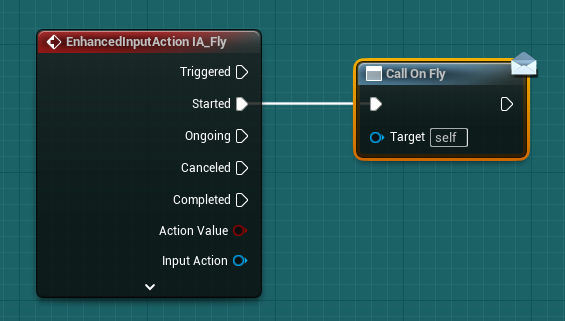 EnhancedInputAction IA_Fly
Triggered
Started
Ongoing
Canceled
Completed
Action Value
Input Action
Call On Fly
Target self